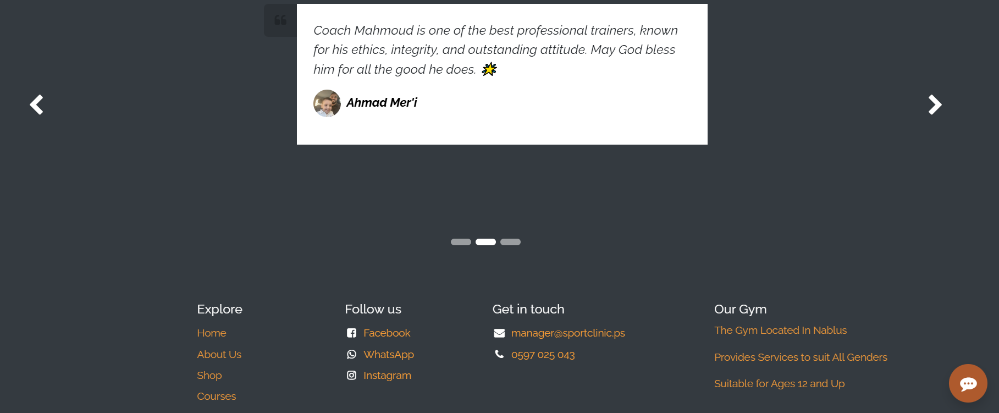 Coach Mahmoud is one of the best professional trainers, known
for his ethics, integrity, and outstanding attitude. May God bless
him for all the good he does. 🌟
Ahmad Mer'i
Explore
Home
About Us
Shop
Courses
Follow us
Facebook
WhatsApp
Instagram
Get in touch
manager@sportclinic.ps
0597 025 043
Our Gym
The Gym Located In Nablus
Provides Services to suit All Genders
Suitable for Ages 12 and Up